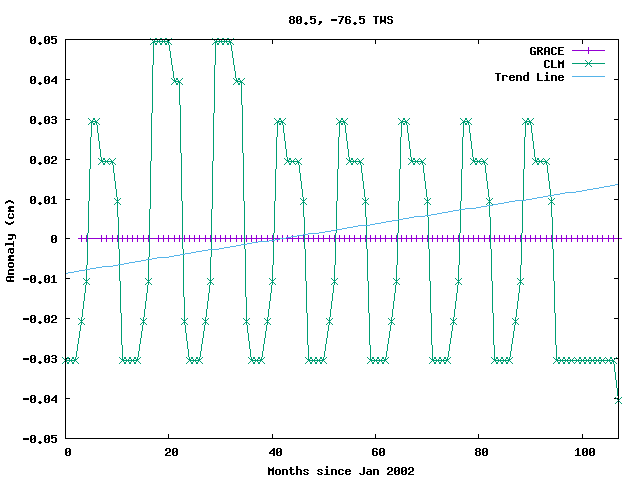 80.5, -76.5 TWS
GRACE
CLM
Trend Line
0.05
0.04
0.03
0.02
0.01
0
-0.01
-0.02
-0.03
-0.04
-0.05
Anomaly (cm)
0 20 40 60 80 100
Months since Jan 2002